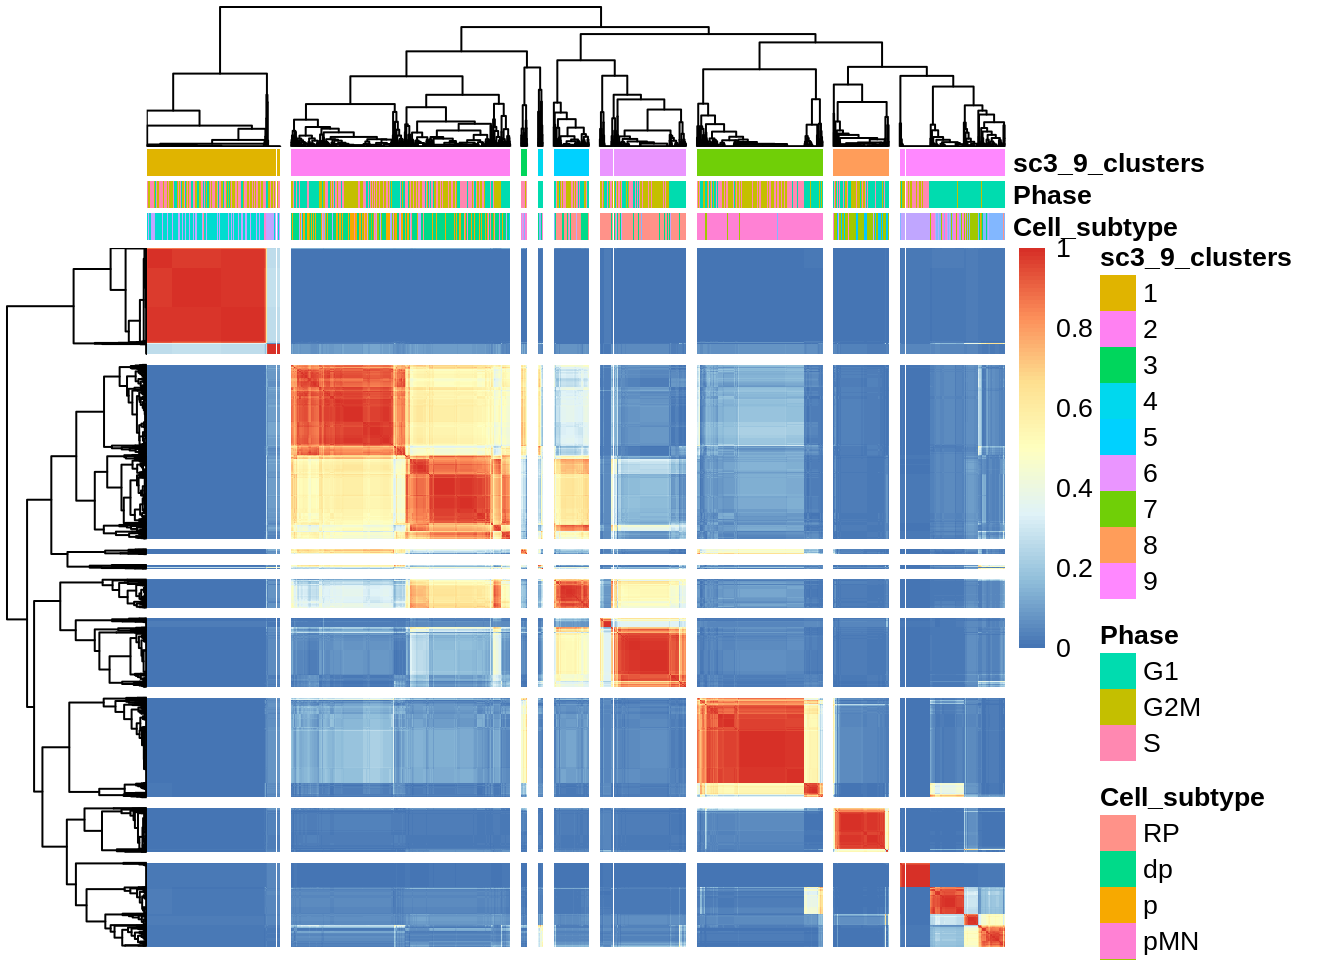 sc3_9_clusters
Phase
Cell_subtype
1
0.8
0.6
0.4
0.2
0
sc3_9_clusters
1
2
3
4
5
6
7
8
9
Phase
G1
G2M
S
Cell_subtype
RP
dp
p
pMN